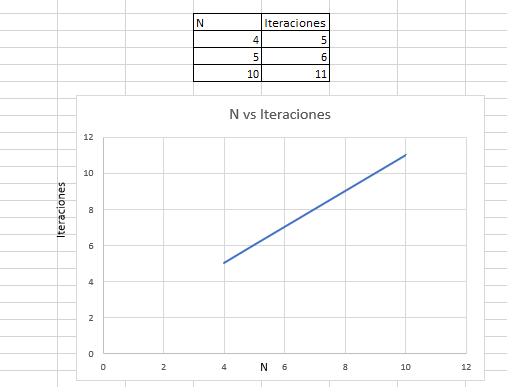 N Iteraciones
4 5
5 6
10 11
N vs Iteraciones
Iteraciones
12
10
8
6
4
2
0
0 2 4 6 8 10 12
N